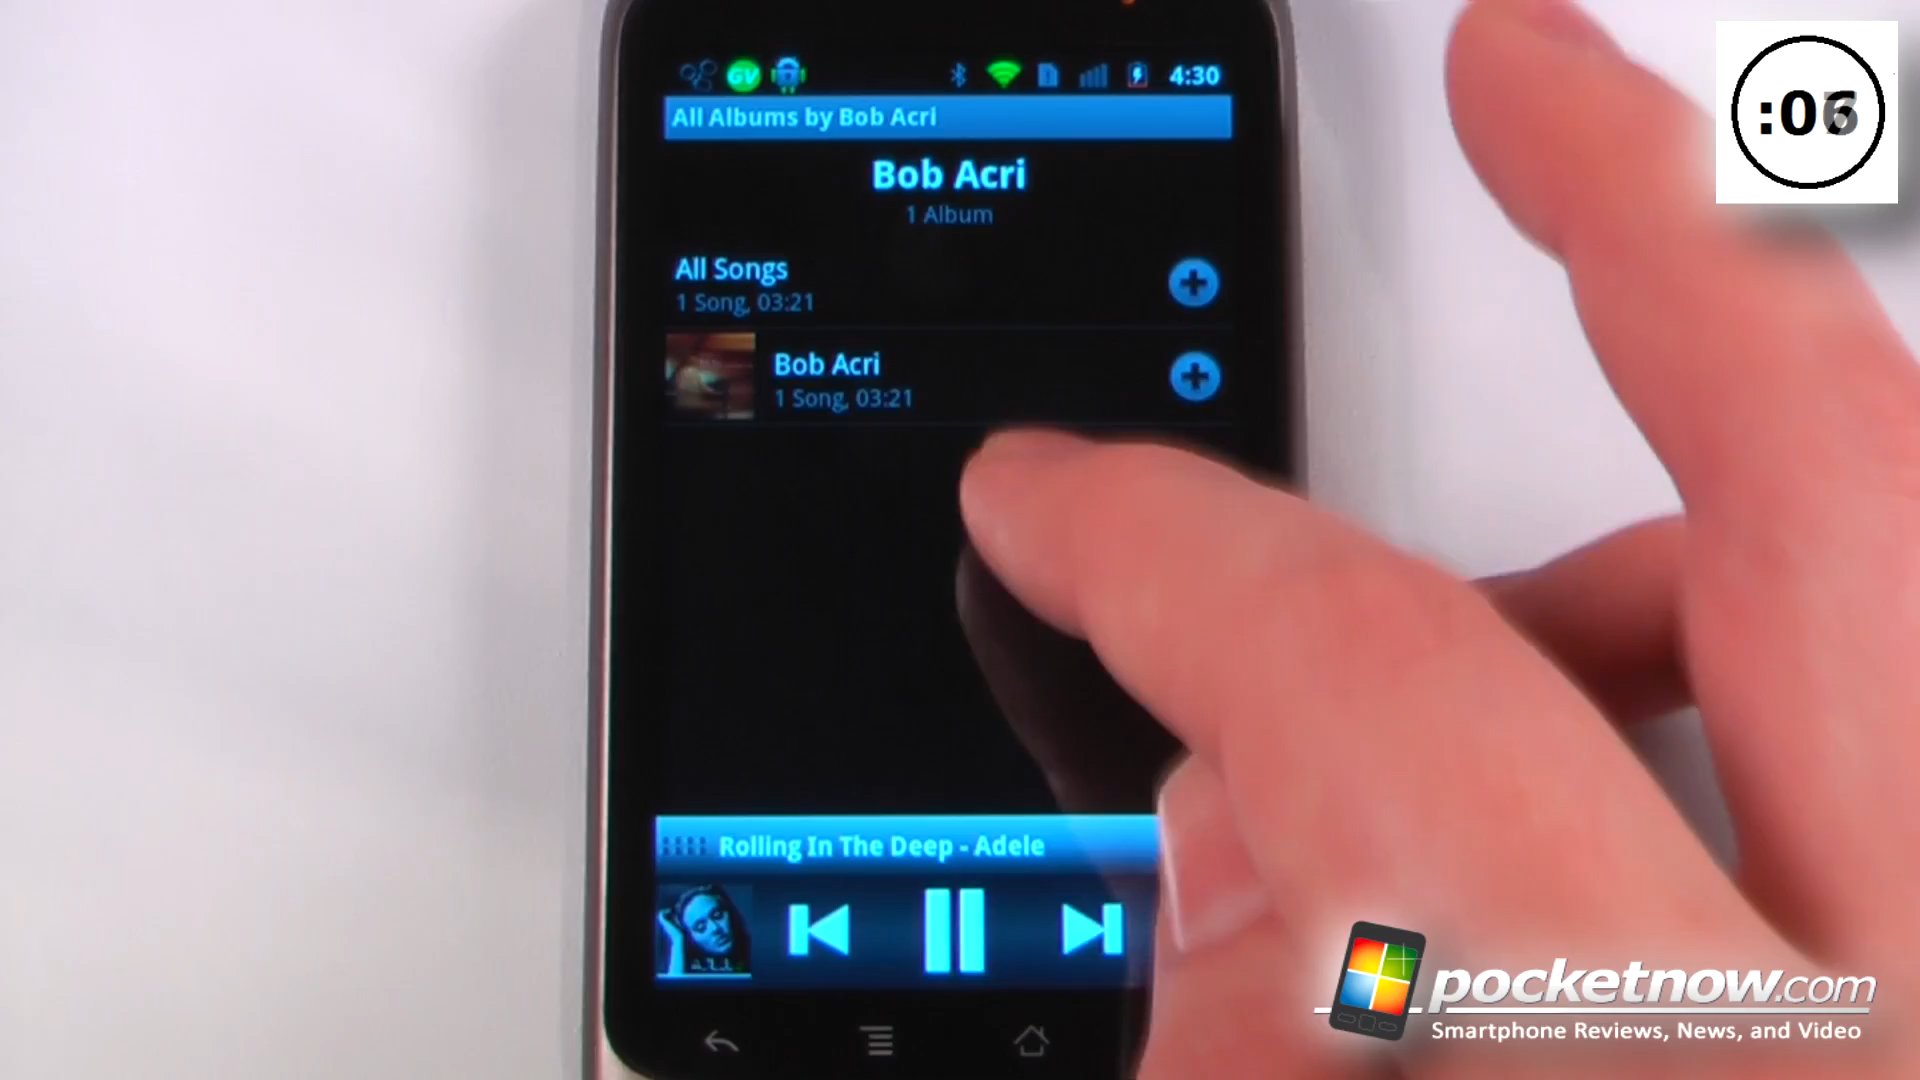 GV
4:30
All Albums by Bob Acri
Bob Acri
1 Album
All Songs
1 Song, 03:21
Bob Acri
1 Song, 03:21
Rolling In The Deep - Adele
pocketnow.com
Smartphone Reviews, News, and Video